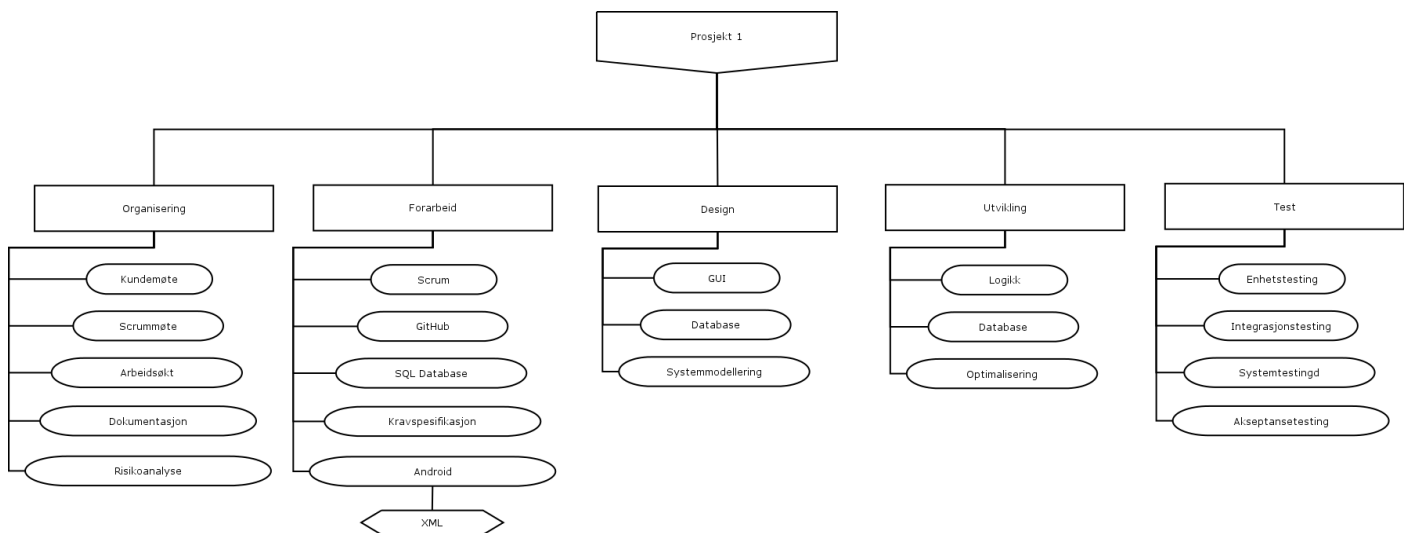 Prosjekt 1
Organisering
Forarbeid
Design
Utvikling
Test
Kundemøte
Scrummøte
Arbeidsøkt
Dokumentasjon
Risikoanalyse
Scrum
GitHub
SQL Database
Kravspesifikasjon
Android
XML
GUI
Database
Systemmodellering
Logikk
Database
Optimalisering
Enhetstesting
Integrasjonstesting
Systemtestingd
Akseptansetesting